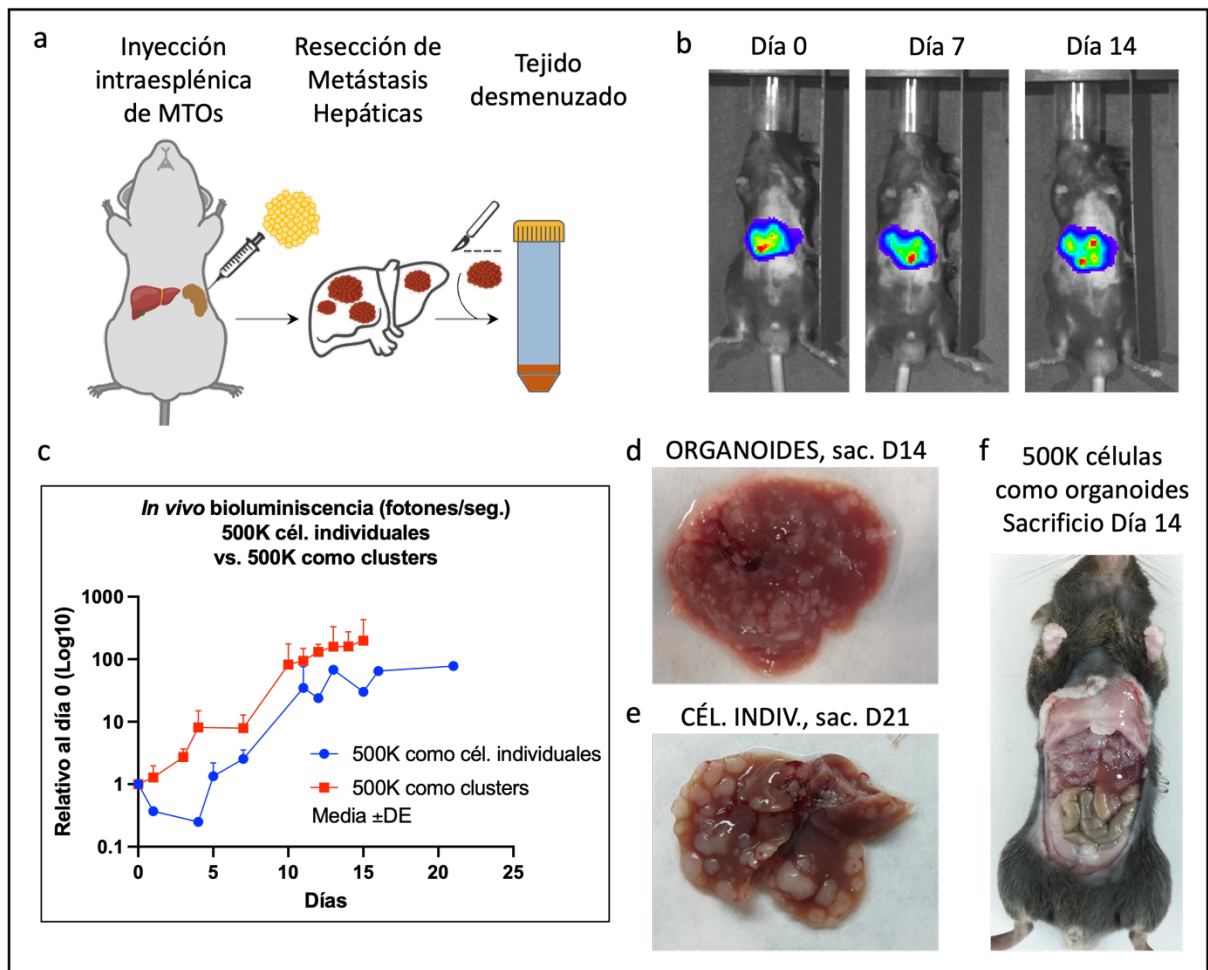 a
Inyección
intraesplénica
de MTOs
Resección de
Metástasis
Hepáticas
Tejido
desmenuzado
b
Día 0
Día 7
Día 14
c
In vivo bioluminiscencia (fotones/seg.)
500K cél. individuales
vs. 500K como clusters
Relativo al día 0 (Log10)
1000
100
10
1
0.1
500K como cél. individuales
500K como clusters
Media ±DE
0
5
10
15
20
25
Días
d
ORGANOIDES, sac. D14
e
CÉL. INDIV., sac. D21
f
500K células
como organoides
Sacrificio Día 14